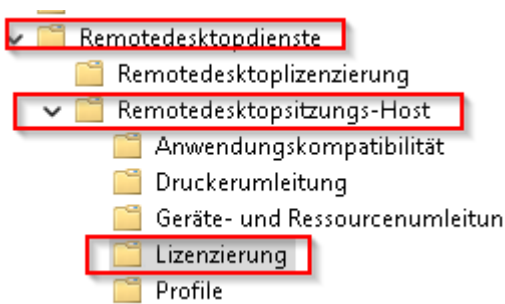 Remotedesktopdienste
Remotedesktoplizenzierung
Remotedesktopsitzungs-Host
Anwendungskompatibilität
Druckerumleitung
Geräte- und Ressourcenumleitun
Lizenzierung
Profile